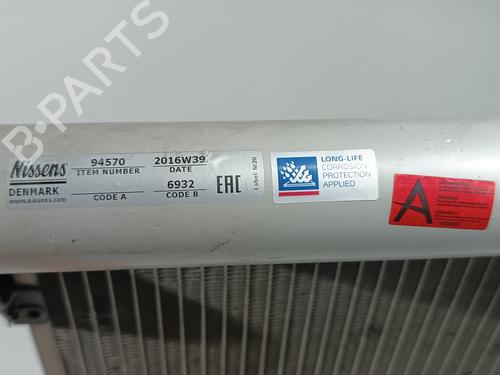 B-PARTS
Nissens
DENMARK
www.nissens.com
94570
ITEM NUMBER
CODE A
2016W39
DATE
6932
CODE B
EAC
Label: Ni20
LONG-LIFE
CORROSION
PROTECTION
APPLIED
A